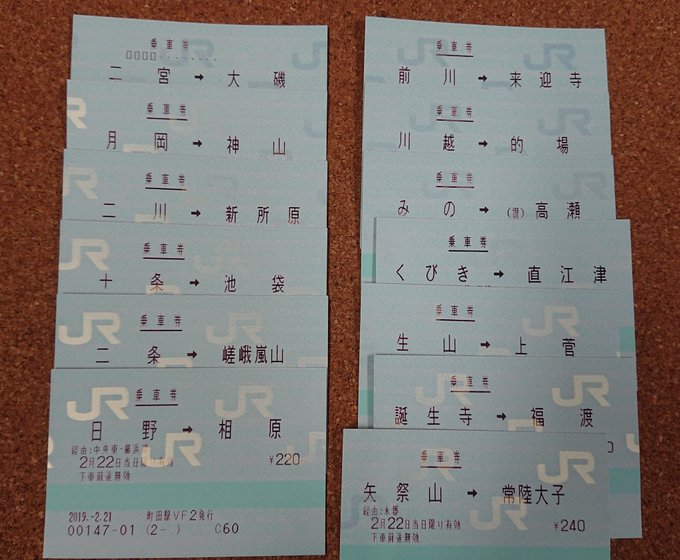 乗車券
□□□□・・・・・・・
二宮 → 大磯
乗車券
月岡 → 神山
乗車券
二川 → 新所原
乗車券
十条 → 池袋
乗車券
二条 → 嵯峨嵐山
乗車券
日野 → 相原
経由:中央東・横浜線
2月22日当日限り有効
下車前途無効
¥220
2019.-2.21 町田駅VF2発行
00147-01 (2- ) C60
乗車券
前川 → 来迎寺
乗車券
川越 → 的場
乗車券
みの → (讃)高瀬
乗車券
くびき → 直江津
乗車券
生山 → 上菅
乗車券
誕生寺 → 福渡
乗車券
矢祭山 → 常陸大子
経由:水郡
2月22日当日限り有効
下車前途無効
¥240
JR